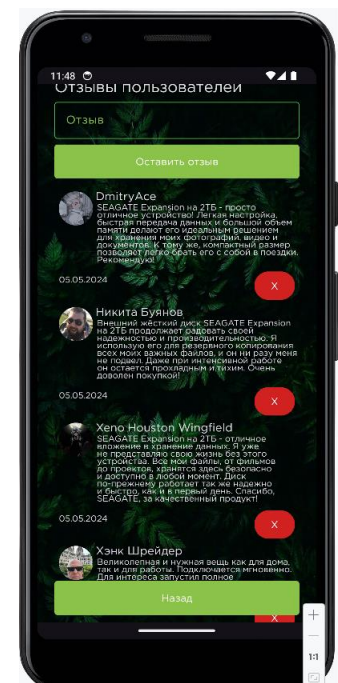 11:48
Отзывы пользователей
Отзыв
Оставить отзыв
DmitryAce
SEAGATE Expansion на 2ТБ - просто
отличное устройство! Легкая настройка,
быстрая передача данных и большой объем
памяти делают его идеальным решением
для хранения моих фотографий, видео и
документов. К тому же, компактный размер
позволяет легко брать его с собой в поездки.
Рекомендую!
05.05.2024
X
Никита Буянов
Внешний жёсткий диск SEAGATE Expansion
на 2ТБ продолжает радовать своей
надежностью и производительностью. Я
использую его для резервного копирования
всех моих важных файлов, и он ни разу меня
не подвел. Даже при интенсивной работе
он остается прохладным и тихим. Очень
доволен покупкой!
05.05.2024
X
Xeno Houston Wingfield
SEAGATE Expansion на 2ТБ - отличное
вложение в хранение данных. Я уже
не представляю свою жизнь без этого
устройства. Все мои файлы, от фильмов
до проектов, хранятся здесь безопасно
и доступно в любой момент. Диск
по-прежнему работает так же надежно
и быстро, как и в первый день. Спасибо,
SEAGATE, за качественный продукт!
05.05.2024
X
Хэнк Шрейдер
Великолепная и нужная вещь как для дома,
так и для работы. Подключается мгновенно.
Для интереса запустил полное
Назад
X
1:1